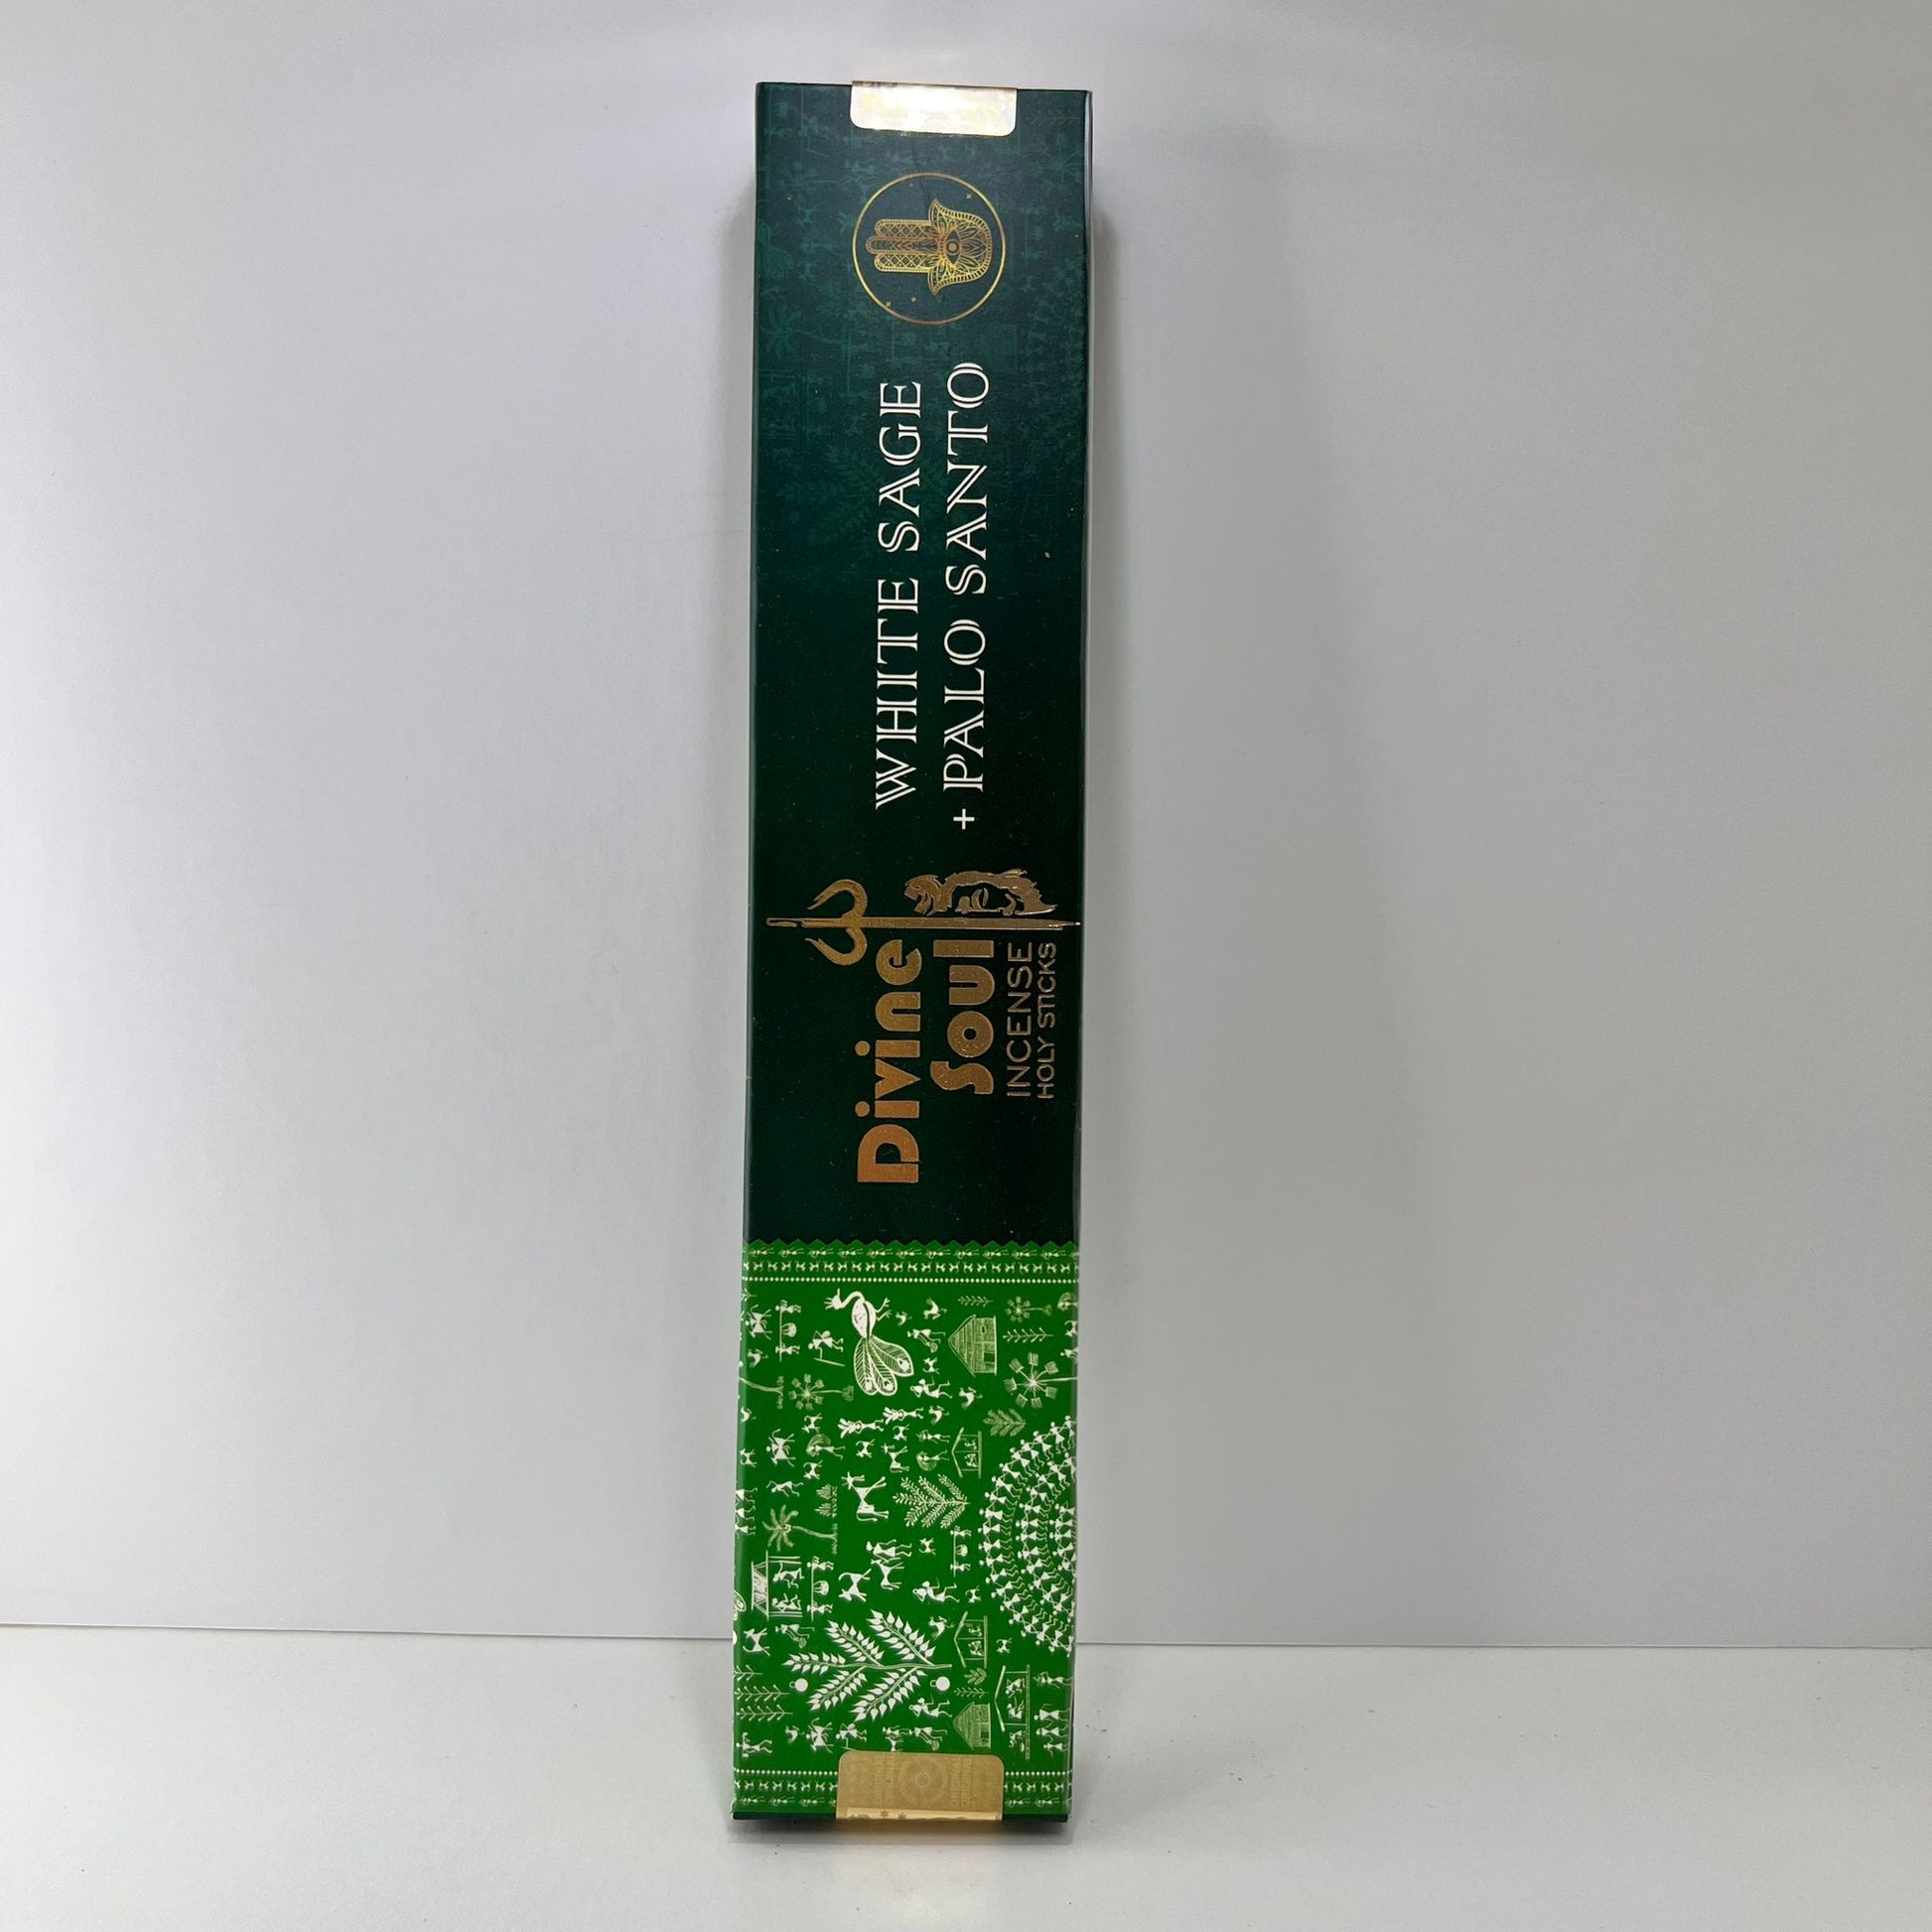 Divine
Soul
INCENSE
HOLY STICKS
WHITE SAGE
+ PALO SANTO